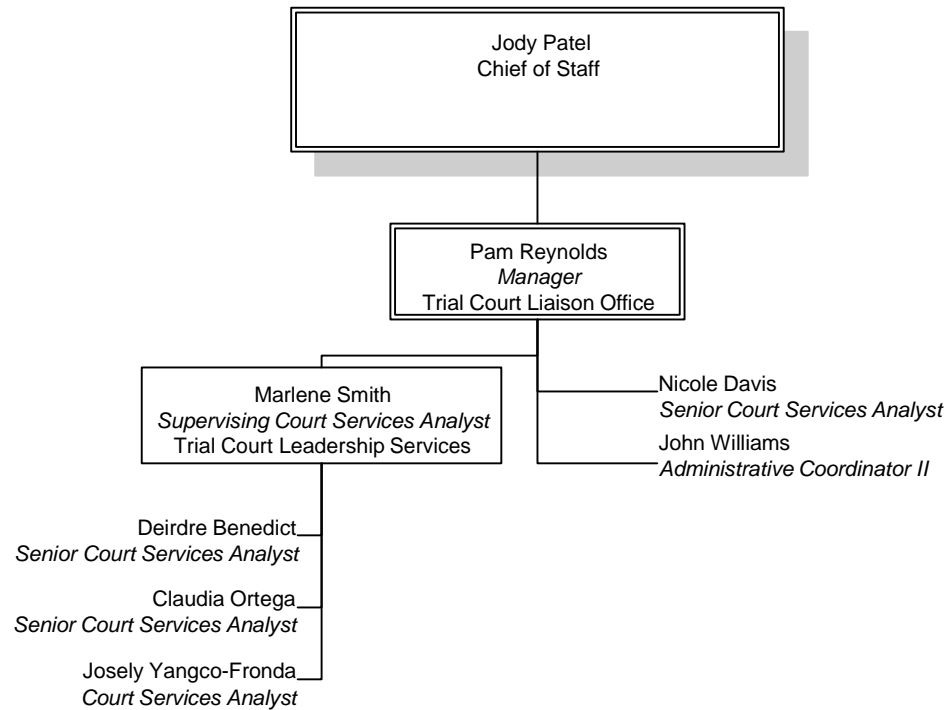 Jody Patel
Chief of Staff
Pam Reynolds
Manager
Trial Court Liaison Office
Marlene Smith
Supervising Court Services Analyst
Trial Court Leadership Services
Nicole Davis
Senior Court Services Analyst
John Williams
Administrative Coordinator II
Deirdre Benedict
Senior Court Services Analyst
Claudia Ortega
Senior Court Services Analyst
Josely Yangco-Fronda
Court Services Analyst